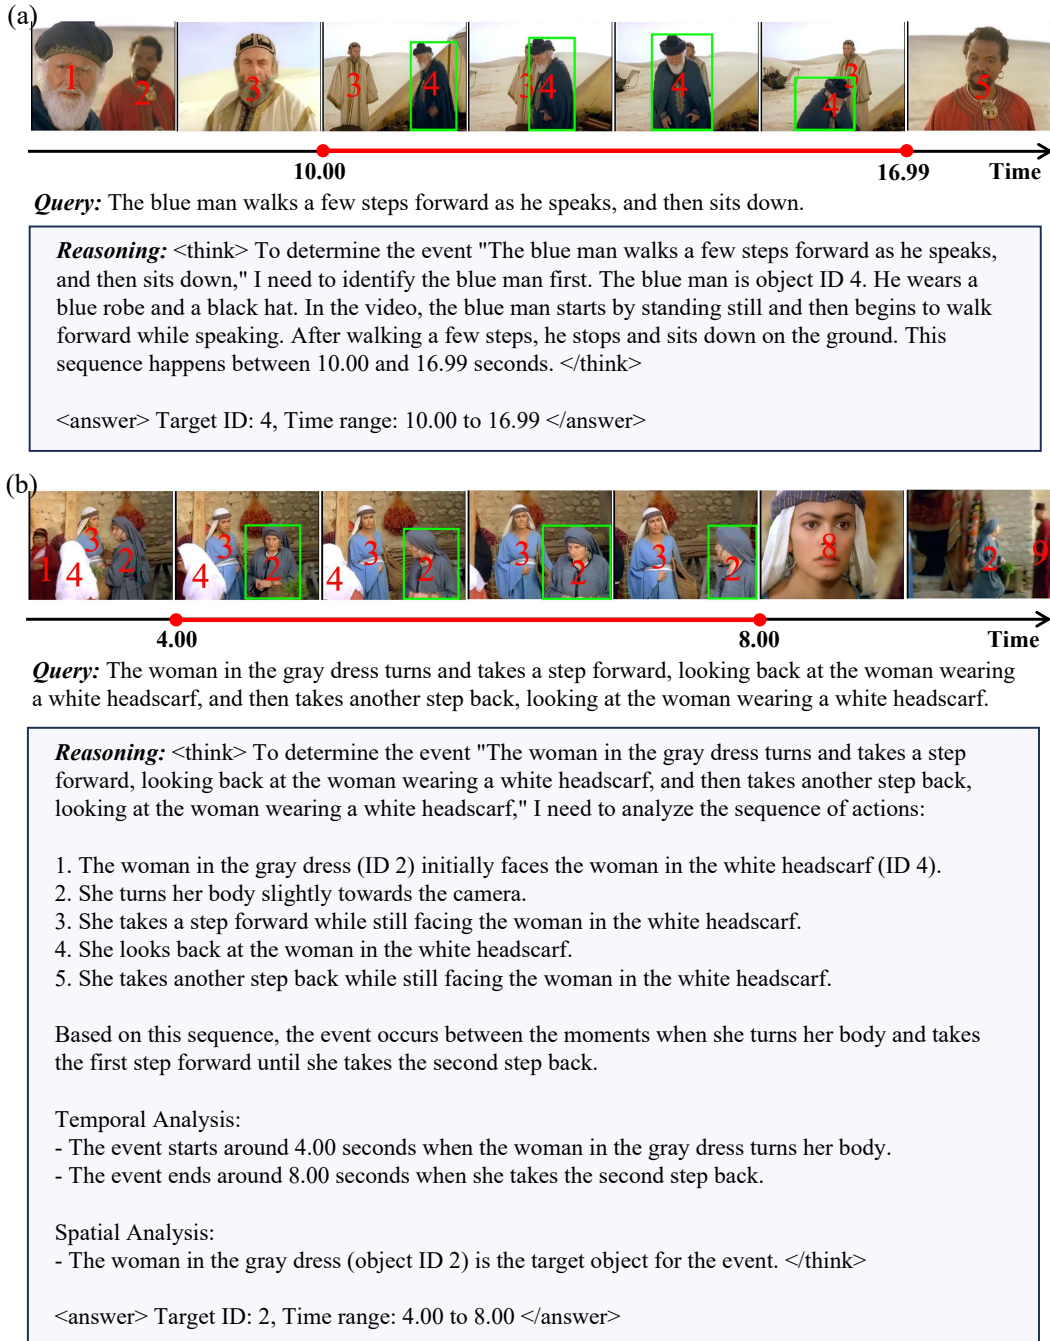 (a)
1 2 3 3 4 3 4 4 3 4 5
10.00 16.99 Time
Query: The blue man walks a few steps forward as he speaks, and then sits down.
Reasoning: <think> To determine the event "The blue man walks a few steps forward as he speaks,
and then sits down," I need to identify the blue man first. The blue man is object ID 4. He wears a
blue robe and a black hat. In the video, the blue man starts by standing still and then begins to walk
forward while speaking. After walking a few steps, he stops and sits down on the ground. This
sequence happens between 10.00 and 16.99 seconds. </think>
<answer> Target ID: 4, Time range: 10.00 to 16.99 </answer>
(b)
1 4 3 2 4 3 2 4 3 2 3 2 3 2 8 2 9
4.00 8.00 Time
Query: The woman in the gray dress turns and takes a step forward, looking back at the woman wearing
a white headscarf, and then takes another step back, looking at the woman wearing a white headscarf.
Reasoning: <think> To determine the event "The woman in the gray dress turns and takes a step
forward, looking back at the woman wearing a white headscarf, and then takes another step back,
looking at the woman wearing a white headscarf," I need to analyze the sequence of actions:
1. The woman in the gray dress (ID 2) initially faces the woman in the white headscarf (ID 4).
2. She turns her body slightly towards the camera.
3. She takes a step forward while still facing the woman in the white headscarf.
4. She looks back at the woman in the white headscarf.
5. She takes another step back while still facing the woman in the white headscarf.
Based on this sequence, the event occurs between the moments when she turns her body and takes
the first step forward until she takes the second step back.
Temporal Analysis:
- The event starts around 4.00 seconds when the woman in the gray dress turns her body.
- The event ends around 8.00 seconds when she takes the second step back.
Spatial Analysis:
- The woman in the gray dress (object ID 2) is the target object for the event. </think>
<answer> Target ID: 2, Time range: 4.00 to 8.00 </answer>